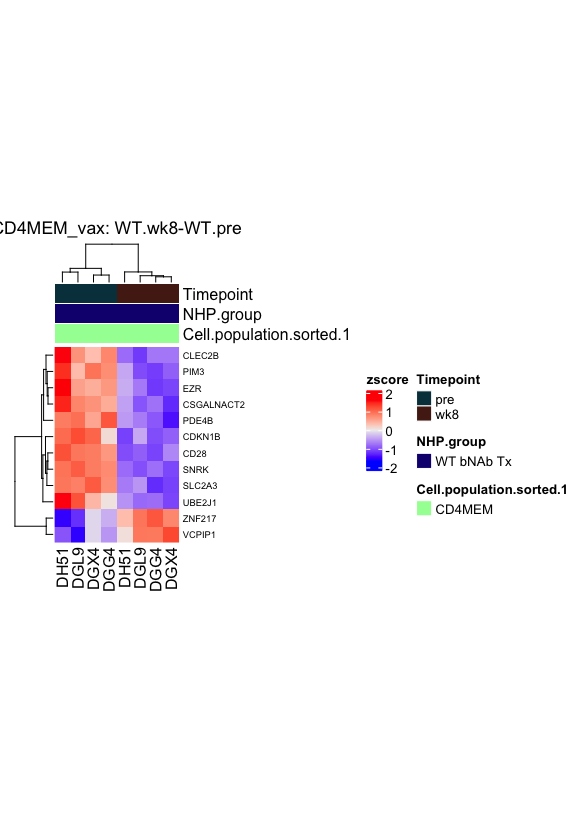 CD4MEM_vax: WT.wk8-WT.pre
Timepoint
NHP.group
Cell.population.sorted.1
CLEC2B
PIM3
EZR
CSGALNACT2
PDE4B
CDKN1B
CD28
SNRK
SLC2A3
UBE2J1
ZNF217
VCPIP1
DH51 DGL9 DGX4 DGG4 DH51 DGL9 DGG4 DGX4
zscore
2
1
0
-1
-2
Timepoint
pre
wk8
NHP.group
WT bNAb Tx
Cell.population.sorted.1
CD4MEM